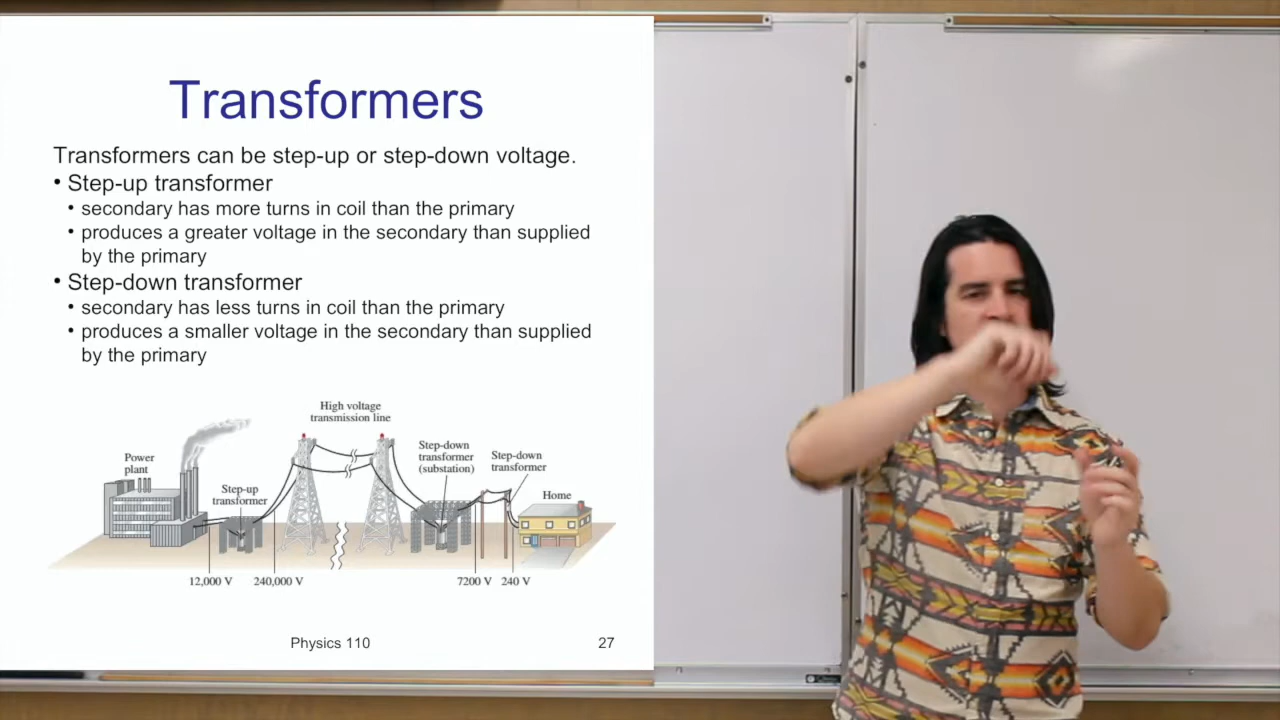 Transformers
Transformers can be step-up or step-down voltage.
• Step-up transformer
• secondary has more turns in coil than the primary
• produces a greater voltage in the secondary than supplied
by the primary
• Step-down transformer
• secondary has less turns in coil than the primary
• produces a smaller voltage in the secondary than supplied
by the primary
High voltage
transmission line
Power
plant
Step-up
transformer
Step-down
transformer
(substation)
Step-down
transformer
Home
12,000 V
240,000 V
7200 V
240 V
Physics 110
27